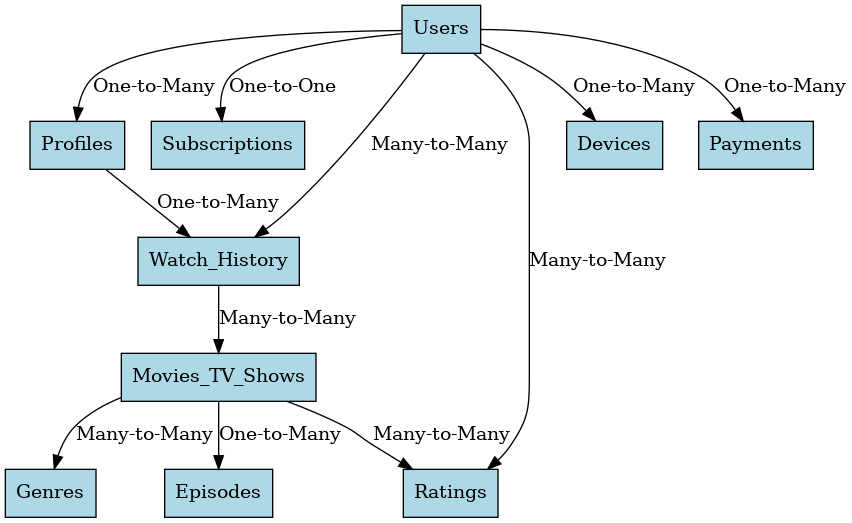 Users
One-to-Many
One-to-One
One-to-Many
One-to-Many
Many-to-Many
Profiles
Subscriptions
Devices
Payments
One-to-Many
Watch_History
Many-to-Many
Many-to-Many
Movies_TV_Shows
Many-to-Many
One-to-Many
Many-to-Many
Genres
Episodes
Ratings